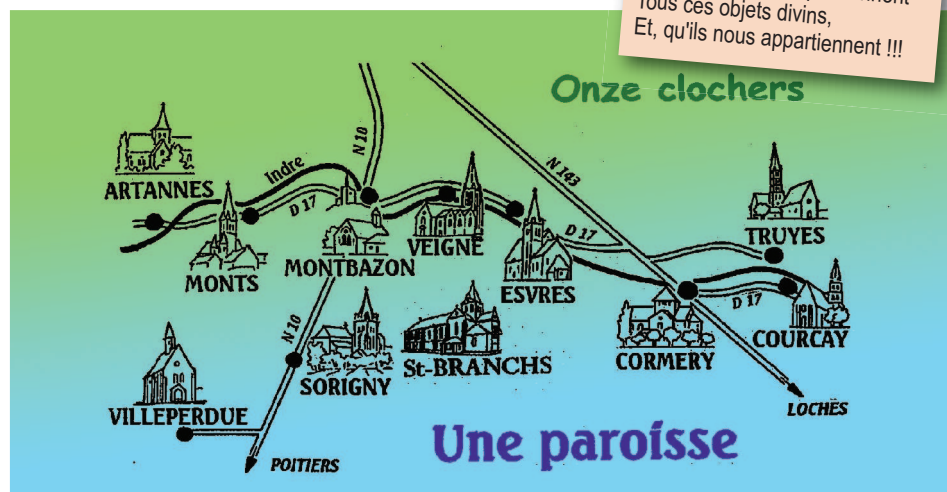 Tous ces objets divins,
Et, qu'ils nous appartiennent !!!
Onze clochers
ARTANNES
Indre
N 10
N 143
D 17
MONTS
MONTBAZON
VEIGNE
D 17
ESVRES
TRUYES
D 17
COURCAY
CORMERY
N 10
SORIGNY
St-BRANCHS
VILLEPERDUE
LOCHES
POITIERS
Une paroisse